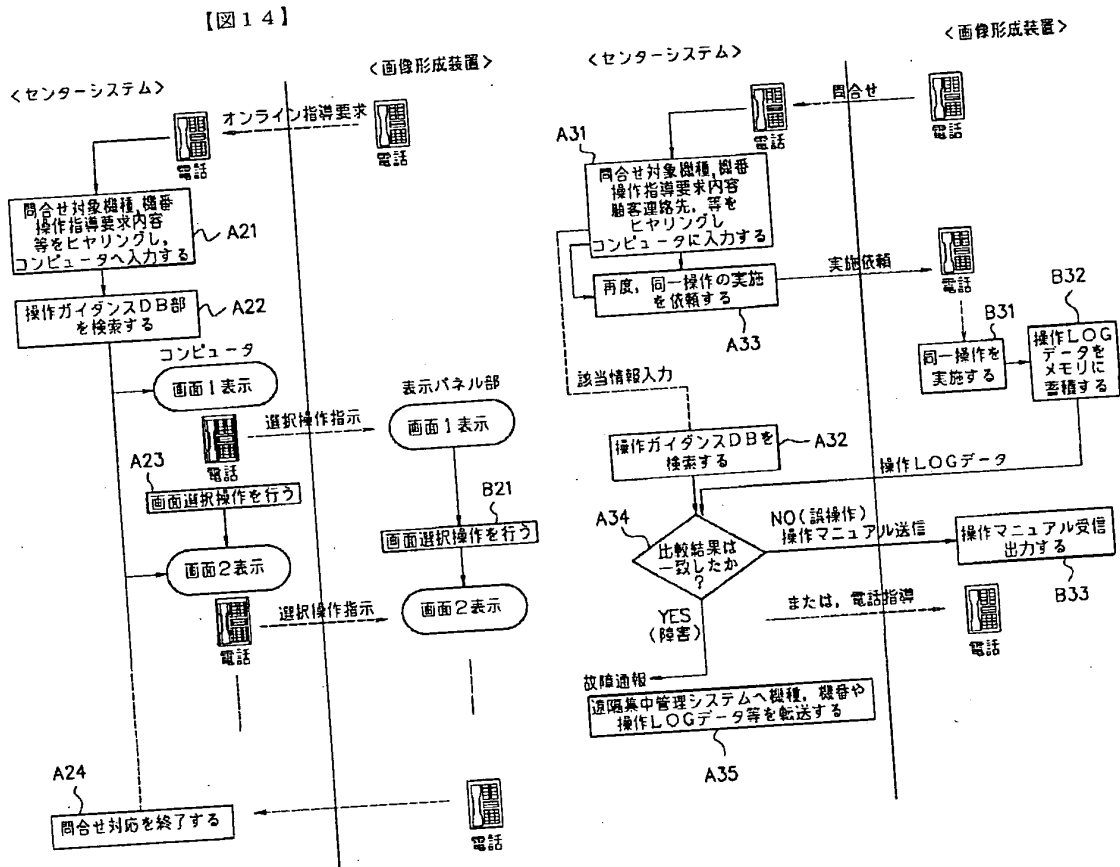 【図１４】
<センターシステム>
<画像形成装置>
オンライン指導要求
電話
電話
問合せ対象機種,機番
操作指導要求内容
等をヒヤリングし,
コンピュータへ入力する
A21
操作ガイダンスDB部
を検索する
A22
コンピュータ
画面1表示
表示パネル部
選択操作指示
画面1表示
電話
A23
画面選択操作を行う
B21
画面選択操作を行う
画面2表示
選択操作指示
画面2表示
電話
A24
問合せ対応を終了する
電話
<センターシステム>
<画像形成装置>
問合せ
電話
電話
A31
問合せ対象機種,機番
操作指導要求内容
顧客連絡先,等を
ヒヤリングし
コンピュータに入力する
再度,同一操作の実施
を依頼する
A33
実施依頼
電話
B31
同一操作を
実施する
B32
操作LOG
データを
メモリに
蓄積する
該当情報入力
操作ガイダンスDBを
検索する
A32
操作LOGデータ
A34
比較結果は
一致したか
?
NO(誤操作)
操作マニュアル送信
操作マニュアル受信
出力する
B33
YES
(障害)
または,電話指導
電話
故障通報
遠隔集中管理システムへ機種,機番や
操作LOGデータ等を転送する
A35